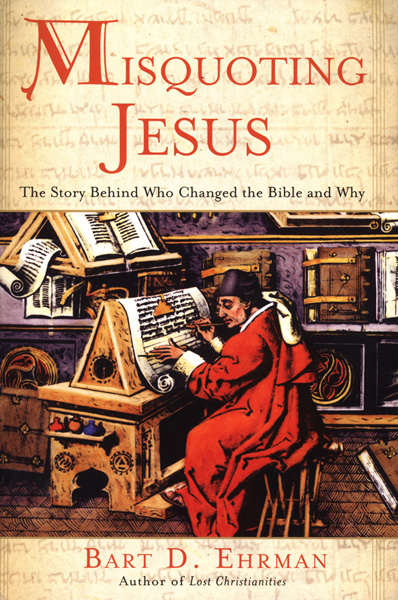 MISQUOTING
JESUS
The Story Behind Who Changed the Bible and Why
BART D. EHRMAN
Author of Lost Christianities